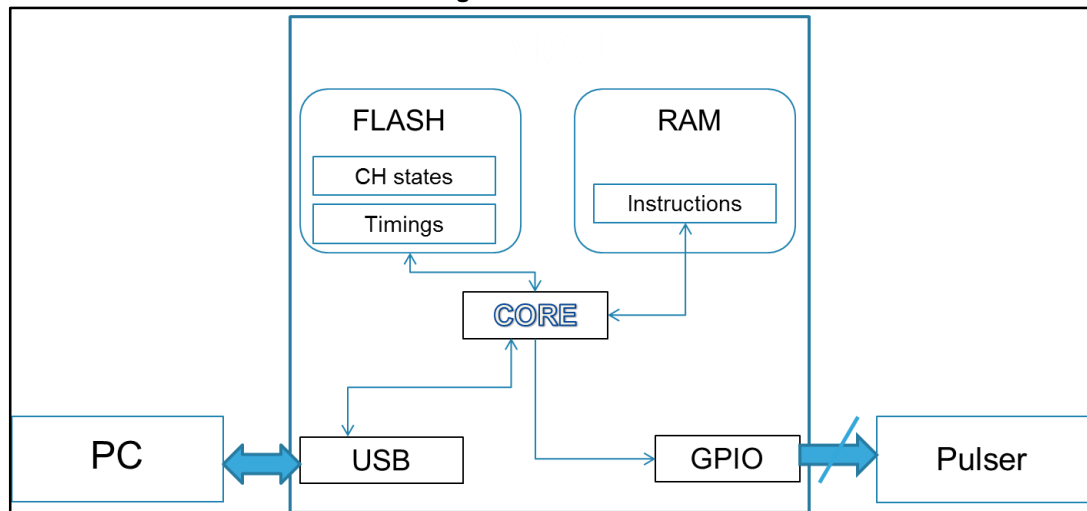 FLASH
CH states
Timings
RAM
Instructions
CORE
PC
USB
GPIO
Pulser